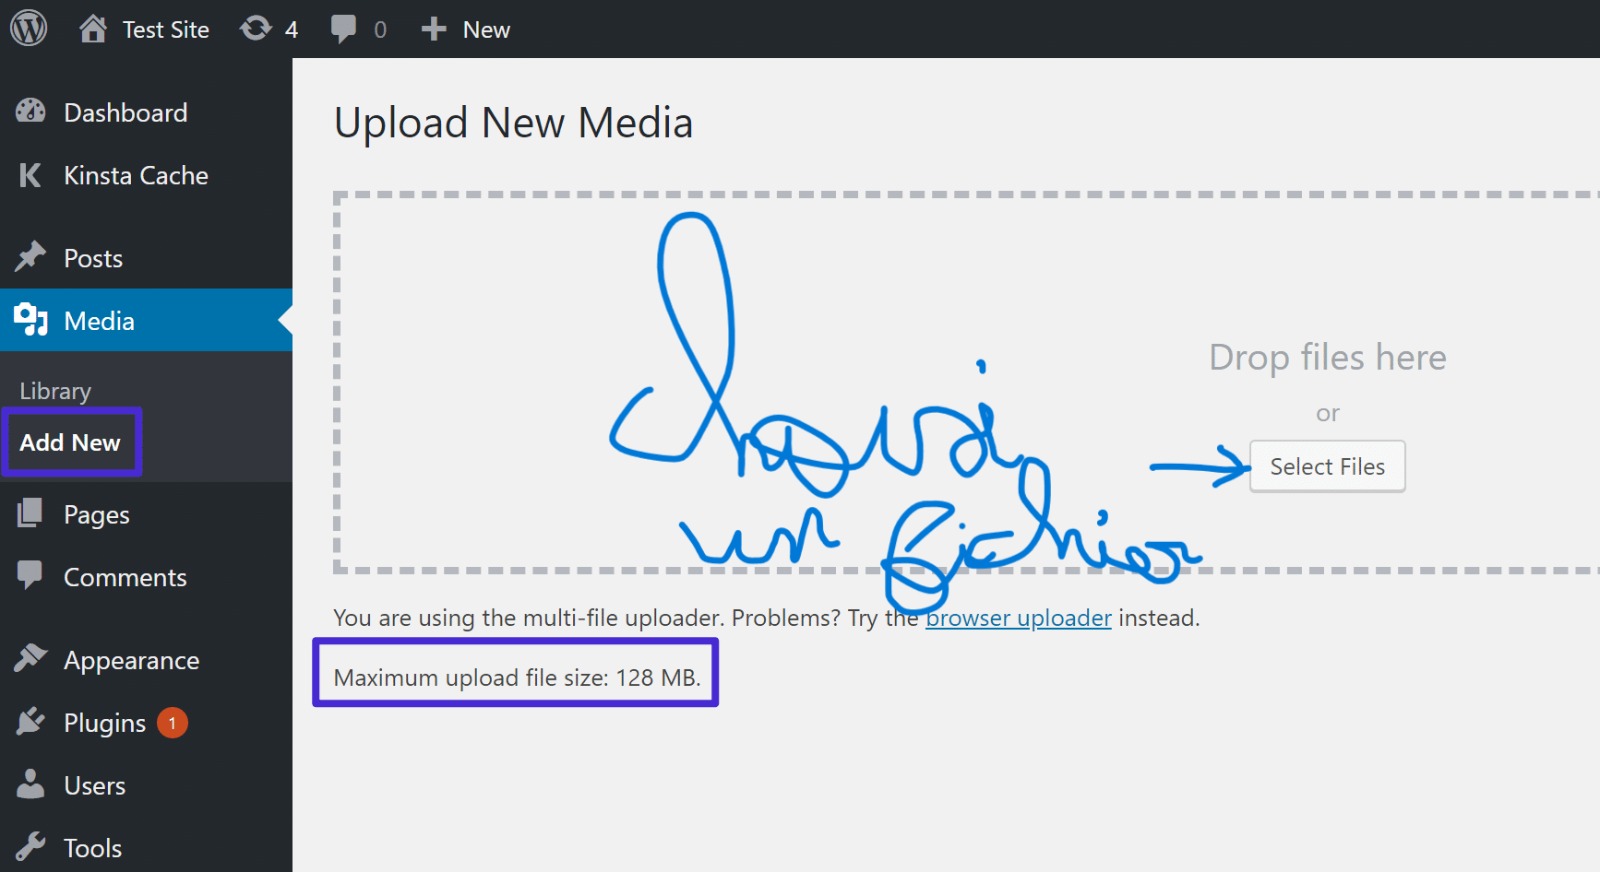 Test Site 4 0 New
Dashboard
Kinsta Cache
Posts
Media
Library
Add New
Pages
Comments
Appearance
Plugins 1
Users
Tools
Upload New Media
Drop files here
or
Select Files
un fichier
You are using the multi-file uploader. Problems? Try the browser uploader instead.
Maximum upload file size: 128 MB.